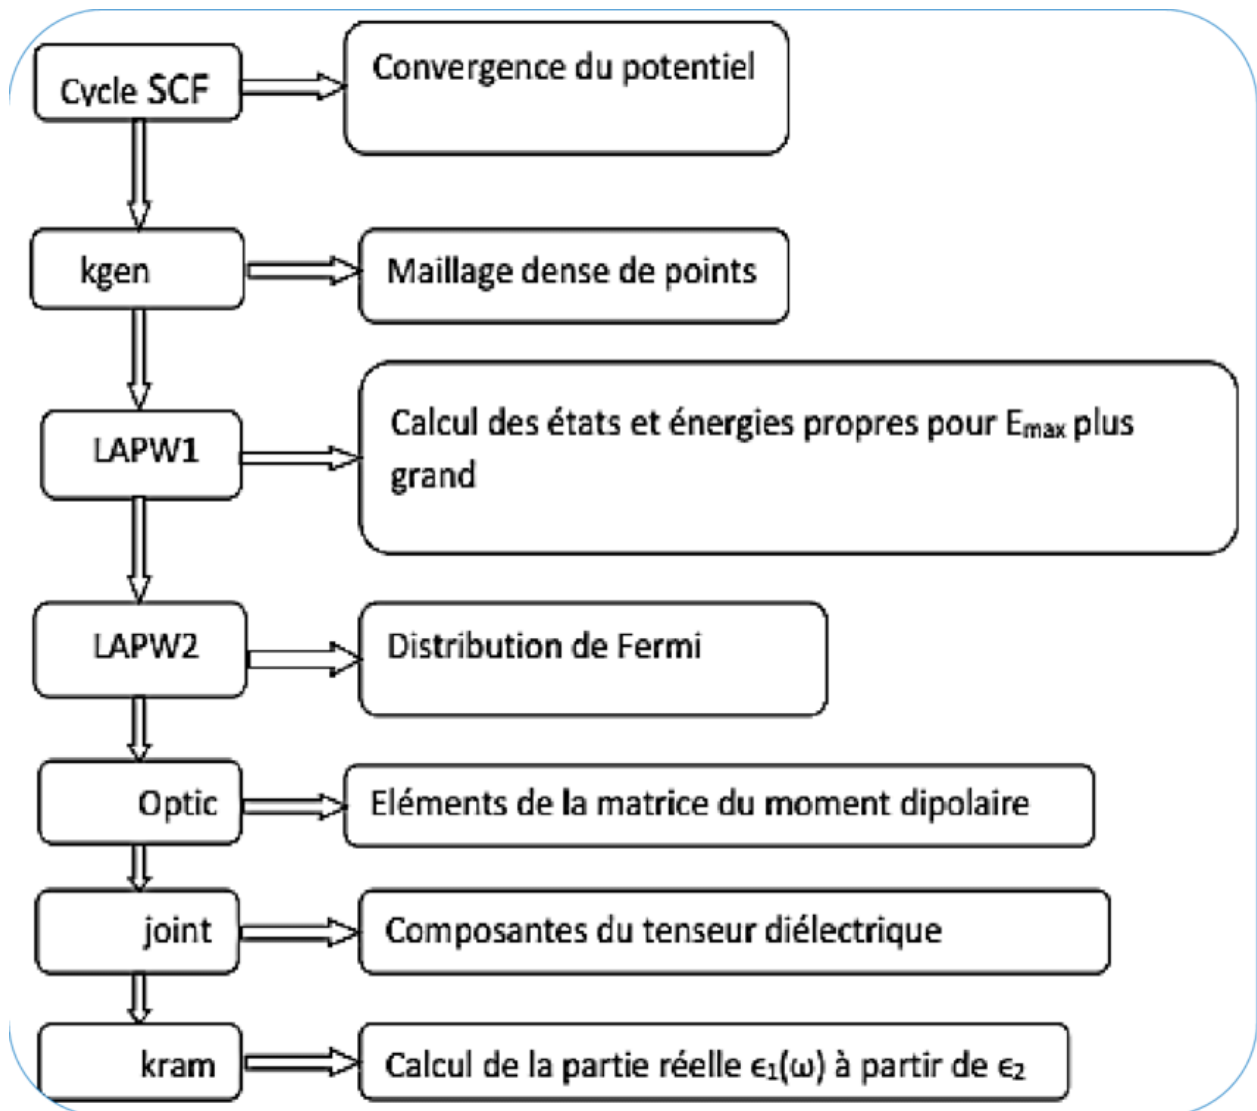 Cycle SCF
Convergence du potentiel
kgen
Maillage dense de points
LAPW1
Calcul des états et énergies propres pour Eₘₐₓ plus
grand
LAPW2
Distribution de Fermi
Optic
Eléments de la matrice du moment dipolaire
joint
Composantes du tenseur diélectrique
kram
Calcul de la partie réelle ϵ₁(ω) à partir de ϵ₂